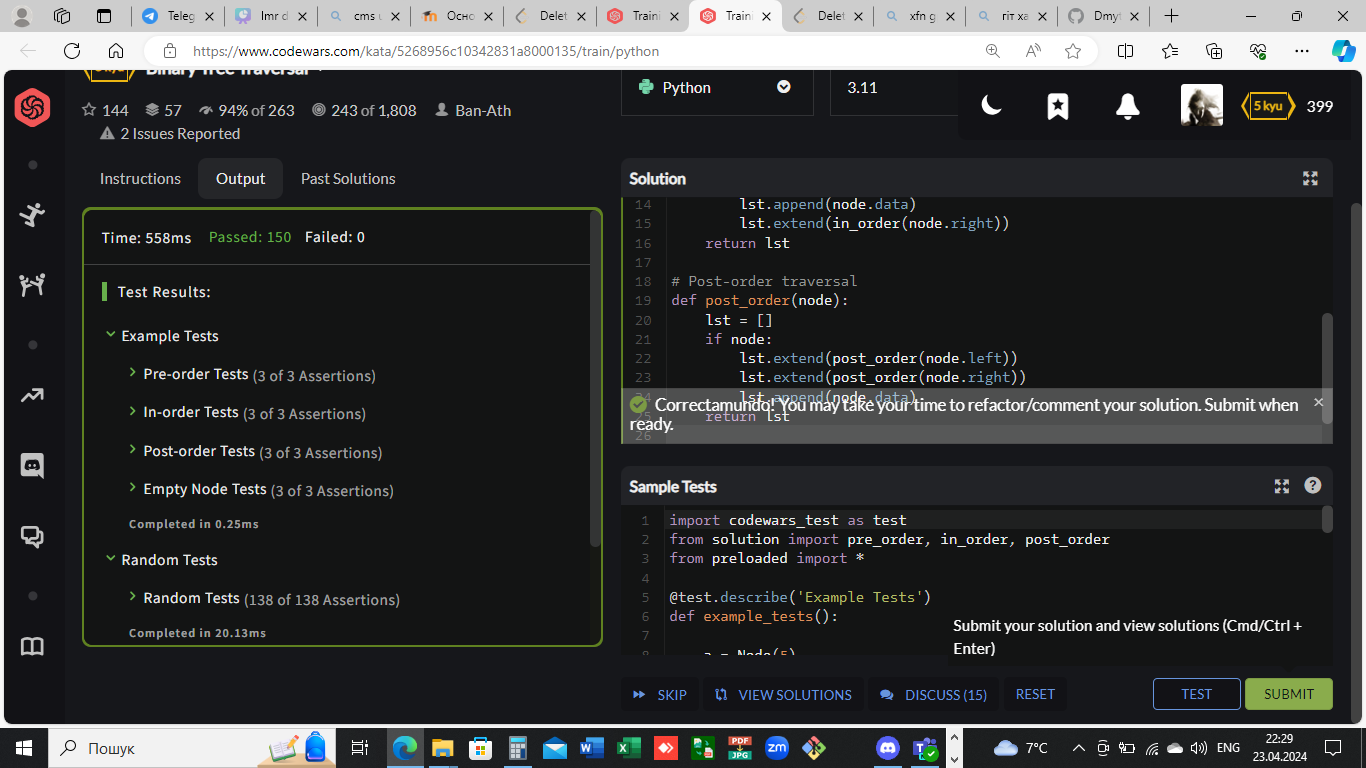 Teleg
lmr d
cms u
Осно
Delet
Traini
Traini
Delet
xfn g
гіт ха
Dmyt
https://www.codewars.com/kata/5268956c10342831a8000135/train/python
Binary Tree Traversal
144 57 94% of 263 243 of 1,808 Ban-Ath
2 Issues Reported
Python
3.11
5 kyu 399
Instructions Output Past Solutions
Time: 558ms Passed: 150 Failed: 0
Test Results:
Example Tests
Pre-order Tests (3 of 3 Assertions)
In-order Tests (3 of 3 Assertions)
Post-order Tests (3 of 3 Assertions)
Empty Node Tests (3 of 3 Assertions)
Completed in 0.25ms
Random Tests
Random Tests (138 of 138 Assertions)
Completed in 20.13ms
Solution
14 lst.append(node.data)
15 lst.extend(in_order(node.right))
16 return lst
17
18 # Post-order traversal
19 def post_order(node):
20 lst = []
21 if node:
22 lst.extend(post_order(node.left))
23 lst.extend(post_order(node.right))
24 lst.append(node.data)
25 return lst
26
Correctamundo! You may take your time to refactor/comment your solution. Submit when
ready.
Sample Tests
1 import codewars_test as test
2 from solution import pre_order, in_order, post_order
3 from preloaded import *
4
5 @test.describe('Example Tests')
6 def example_tests():
7
8 a = Node(5)
Submit your solution and view solutions (Cmd/Ctrl +
Enter)
SKIP VIEW SOLUTIONS DISCUSS (15) RESET TEST SUBMIT
Пошук
PDF
JPG
zm
7°C
ENG
22:29
23.04.2024